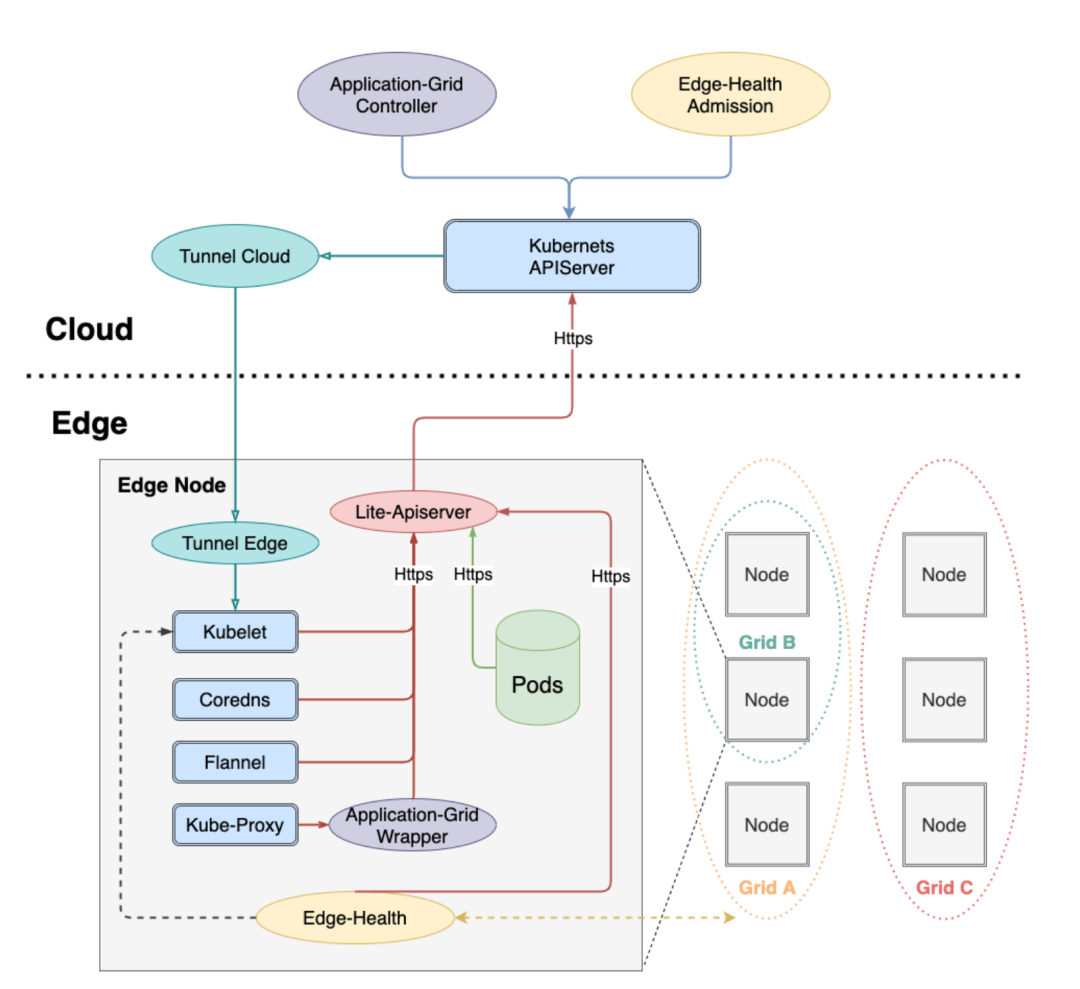 Application-Grid
Controller
Edge-Health
Admission
Tunnel Cloud
Kubernets
APIServer
Cloud
Https
Edge
Edge Node
Lite-Apiserver
Tunnel Edge
Https
Https
Https
Node
Node
Kubelet
Grid B
Coredns
Pods
Node
Node
Flannel
Kube-Proxy
Application-Grid
Wrapper
Node
Node
Grid A
Grid C
Edge-Health